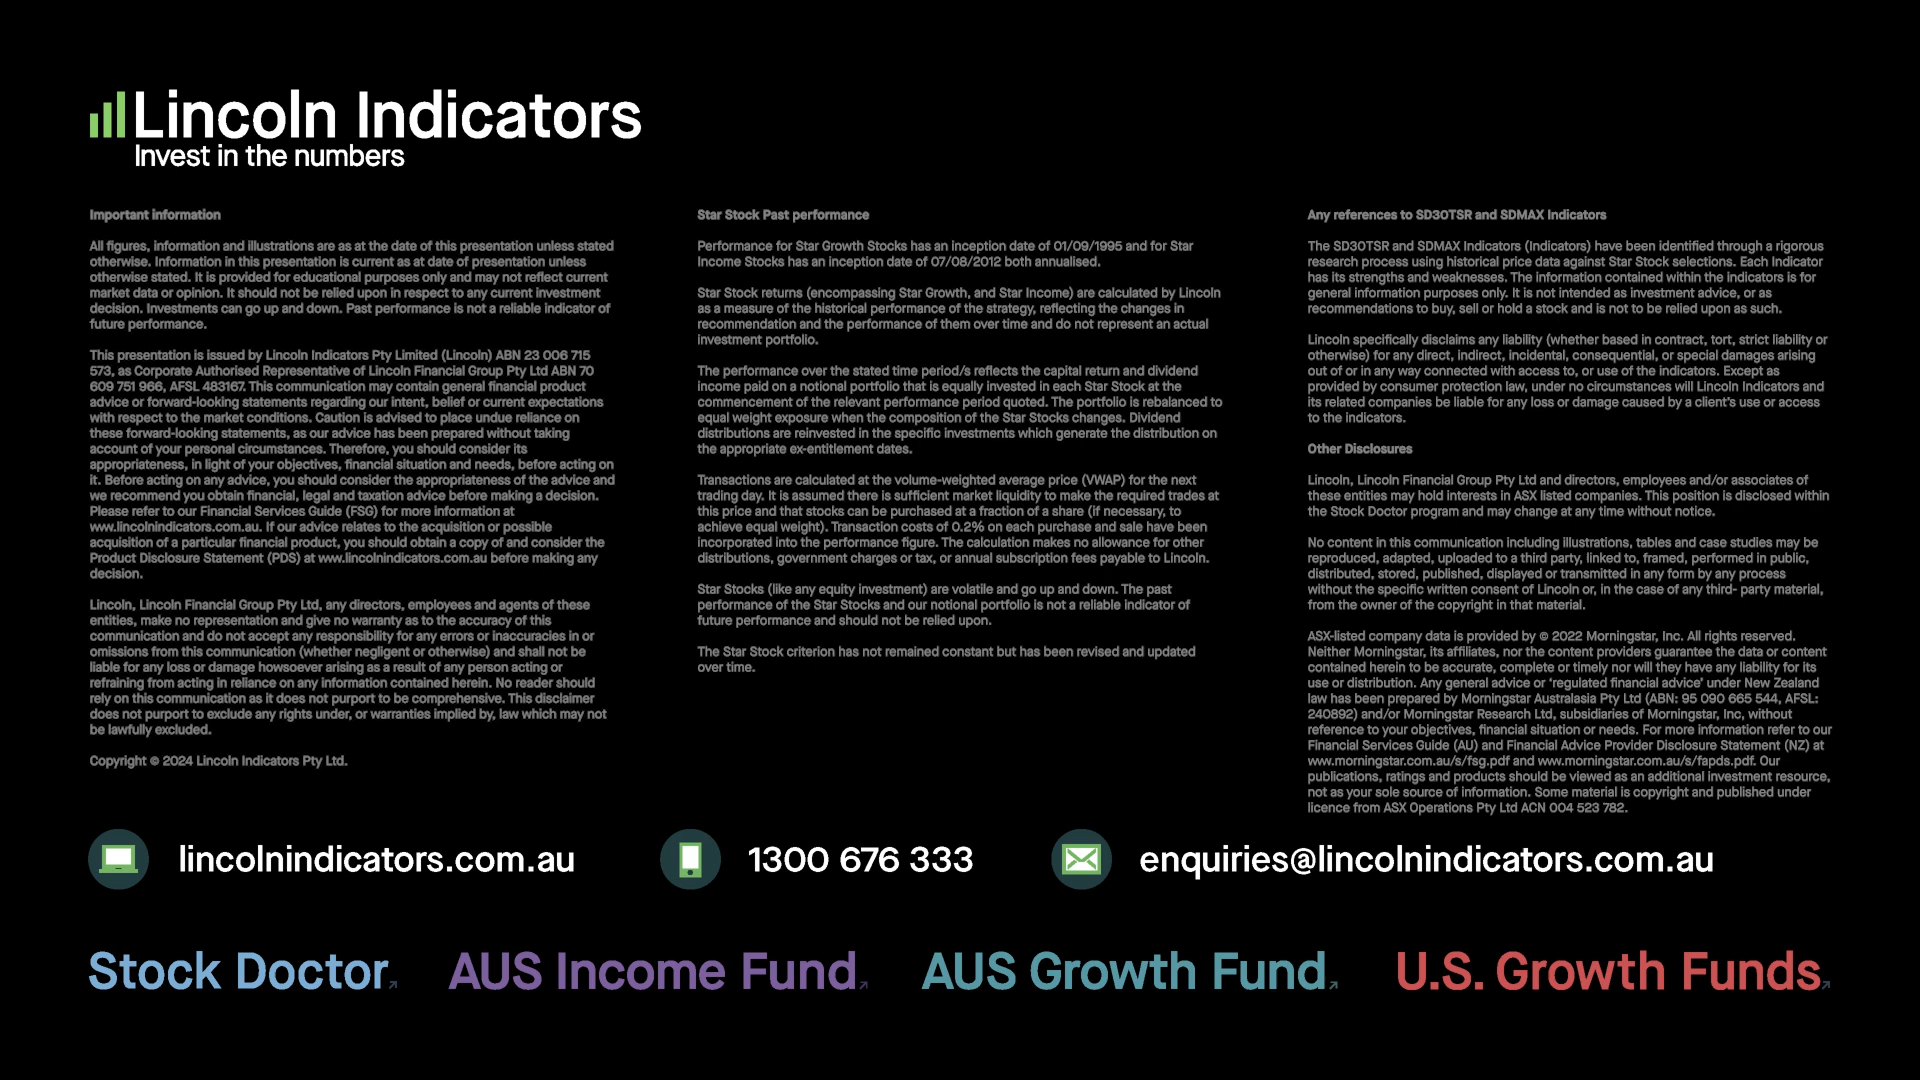 Lincoln Indicators
Invest in the numbers
Important information
All figures, information and illustrations are as at the date of this presentation unless stated
otherwise. Information in this presentation is current as at date of presentation unless
otherwise stated. It is provided for educational purposes only and may not reflect current
market data or opinion. It should not be relied upon in respect to any current investment
decision. Investments can go up and down. Past performance is not a reliable indicator of
future performance.
This presentation is issued by Lincoln Indicators Pty Limited (Lincoln) ABN 23 006 715
573, as Corporate Authorised Representative of Lincoln Financial Group Pty Ltd ABN 70
609 751 966, AFSL 483167. This communication may contain general financial product
advice or forward-looking statements regarding our intent, belief or current expectations
with respect to the market conditions. Caution is advised to place undue reliance on
these forward-looking statements, as our advice has been prepared without taking
account of your personal circumstances. Therefore, you should consider its
appropriateness, in light of your objectives, financial situation and needs, before acting on
it. Before acting on any advice, you should consider the appropriateness of the advice and
we recommend you obtain financial, legal and taxation advice before making a decision.
Please refer to our Financial Services Guide (FSG) for more information at
www.lincolnindicators.com.au. If our advice relates to the acquisition or possible
acquisition of a particular financial product, you should obtain a copy of and consider the
Product Disclosure Statement (PDS) at www.lincolnindicators.com.au before making any
decision.
Lincoln, Lincoln Financial Group Pty Ltd, any directors, employees and agents of these
entities, make no representation and give no warranty as to the accuracy of this
communication and do not accept any responsibility for any errors or inaccuracies in or
omissions from this communication (whether negligent or otherwise) and shall not be
liable for any loss or damage howsoever arising as a result of any person acting or
refraining from acting in reliance on any information contained herein. No reader should
rely on this communication as it does not purport to be comprehensive. This disclaimer
does not purport to exclude any rights under, or warranties implied by, law which may not
be lawfully excluded.
Copyright © 2024 Lincoln Indicators Pty Ltd.
Star Stock Past performance
Performance for Star Growth Stocks has an inception date of 01/09/1995 and for Star
Income Stocks has an inception date of 07/08/2012 both annualised.
Star Stock returns (encompassing Star Growth, and Star Income) are calculated by Lincoln
as a measure of the historical performance of the strategy, reflecting the changes in
recommendation and the performance of them over time and do not represent an actual
investment portfolio.
The performance over the stated time period/s reflects the capital return and dividend
income paid on a notional portfolio that is equally invested in each Star Stock at the
commencement of the relevant performance period quoted. The portfolio is rebalanced to
equal weight exposure when the composition of the Star Stocks changes. Dividend
distributions are reinvested in the specific investments which generate the distribution on
the appropriate ex-entitlement dates.
Transactions are calculated at the volume-weighted average price (VWAP) for the next
trading day. It is assumed there is sufficient market liquidity to make the required trades at
this price and that stocks can be purchased at a fraction of a share (if necessary, to
achieve equal weight). Transaction costs of 0.2% on each purchase and sale have been
incorporated into the performance figure. The calculation makes no allowance for other
distributions, government charges or tax, or annual subscription fees payable to Lincoln.
Star Stocks (like any equity investment) are volatile and go up and down. The past
performance of the Star Stocks and our notional portfolio is not a reliable indicator of
future performance and should not be relied upon.
The Star Stock criterion has not remained constant but has been revised and updated
over time.
Any references to SD3OTSR and SDMAX Indicators
The SD3OTSR and SDMAX Indicators (Indicators) have been identified through a rigorous
research process using historical price data against Star Stock selections. Each Indicator
has its strengths and weaknesses. The information contained within the indicators is for
general information purposes only. It is not intended as investment advice, or as
recommendations to buy, sell or hold a stock and is not to be relied upon as such.
Lincoln specifically disclaims any liability (whether based in contract, tort, strict liability or
otherwise) for any direct, indirect, incidental, consequential, or special damages arising
out of or in any way connected with access to, or use of the indicators. Except as
provided by consumer protection law, under no circumstances will Lincoln Indicators and
its related companies be liable for any loss or damage caused by a client's use or access
to the indicators.
Other Disclosures
Lincoln, Lincoln Financial Group Pty Ltd and directors, employees and/or associates of
these entities may hold interests in ASX listed companies. This position is disclosed within
the Stock Doctor program and may change at any time without notice.
No content in this communication including illustrations, tables and case studies may be
reproduced, adapted, uploaded to a third party, linked to, framed, performed in public,
distributed, stored, published, displayed or transmitted in any form by any process
without the specific written consent of Lincoln or, in the case of any third- party material,
from the owner of the copyright in that material.
ASX-listed company data is provided by © 2022 Morningstar, Inc. All rights reserved.
Neither Morningstar, its affiliates, nor the content providers guarantee the data or content
contained herein to be accurate, complete or timely nor will they have any liability for its
use or distribution. Any general advice or ‘regulated financial advice’ under New Zealand
law has been prepared by Morningstar Australasia Pty Ltd (ABN: 95 090 665 544, AFSL:
240892) and/or Morningstar Research Ltd, subsidiaries of Morningstar, Inc, without
reference to your objectives, financial situation or needs. For more information refer to our
Financial Services Guide (AU) and Financial Advice Provider Disclosure Statement (NZ) at
www.morningstar.com.au/s/fsg.pdf and www.morningstar.com.au/s/fapds.pdf. Our
publications, ratings and products should be viewed as an additional investment resource,
not as your sole source of information. Some material is copyright and published under
licence from ASX Operations Pty Ltd ACN 004 523 782.
lincolnindicators.com.au
1300 676 333
enquiries@lincolnindicators.com.au
Stock Doctor
AUS Income Fund
AUS Growth Fund
U.S. Growth Funds